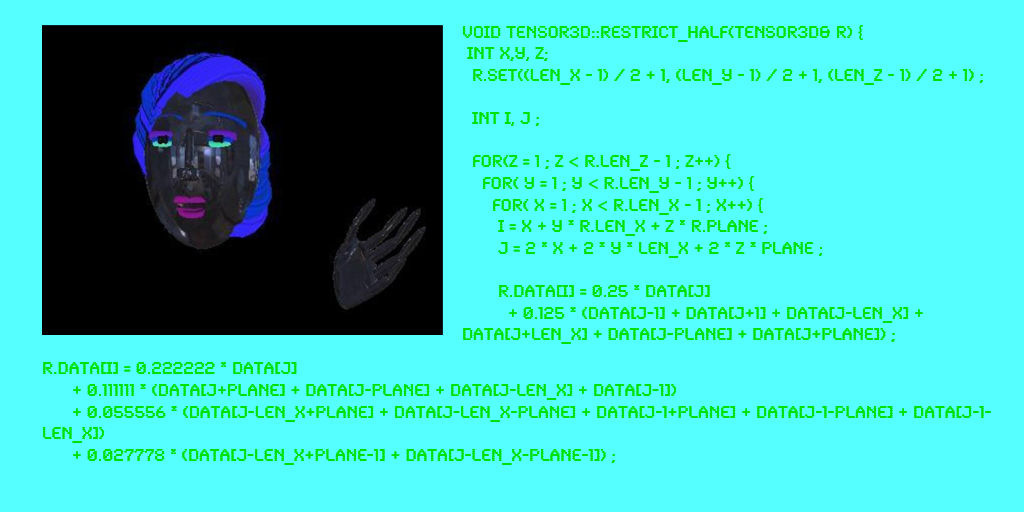 VOID TENSOR3D::RESTRICT_HALF(TENSOR3D& R) {
INT X,Y, Z;
R.SET((LEN_X - 1) / 2 + 1, (LEN_Y - 1) / 2 + 1, (LEN_Z - 1) / 2 + 1) ;
INT I, J ;
FOR(Z = 1 ; Z < R.LEN_Z - 1 ; Z++) {
FOR( Y = 1 ; Y < R.LEN_Y - 1 ; Y++) {
FOR( X = 1 ; X < R.LEN_X - 1 ; X++) {
I = X + Y * R.LEN_X + Z * R.PLANE ;
J = 2 * X + 2 * Y * LEN_X + 2 * Z * PLANE ;
R.DATA[I] = 0.25 * DATA[J]
+ 0.125 * (DATA[J-1] + DATA[J+1] + DATA[J-LEN_X] +
DATA[J+LEN_X] + DATA[J-PLANE] + DATA[J+PLANE]) ;
R.DATA[I] = 0.222222 * DATA[J]
+ 0.111111 * (DATA[J+PLANE] + DATA[J-PLANE] + DATA[J-LEN_X] + DATA[J-1])
+ 0.055556 * (DATA[J-LEN_X+PLANE] + DATA[J-LEN_X-PLANE] + DATA[J-1+PLANE] + DATA[J-1-PLANE] + DATA[J-1-
LEN_X])
+ 0.027778 * (DATA[J-LEN_X+PLANE-1] + DATA[J-LEN_X-PLANE-1]) ;